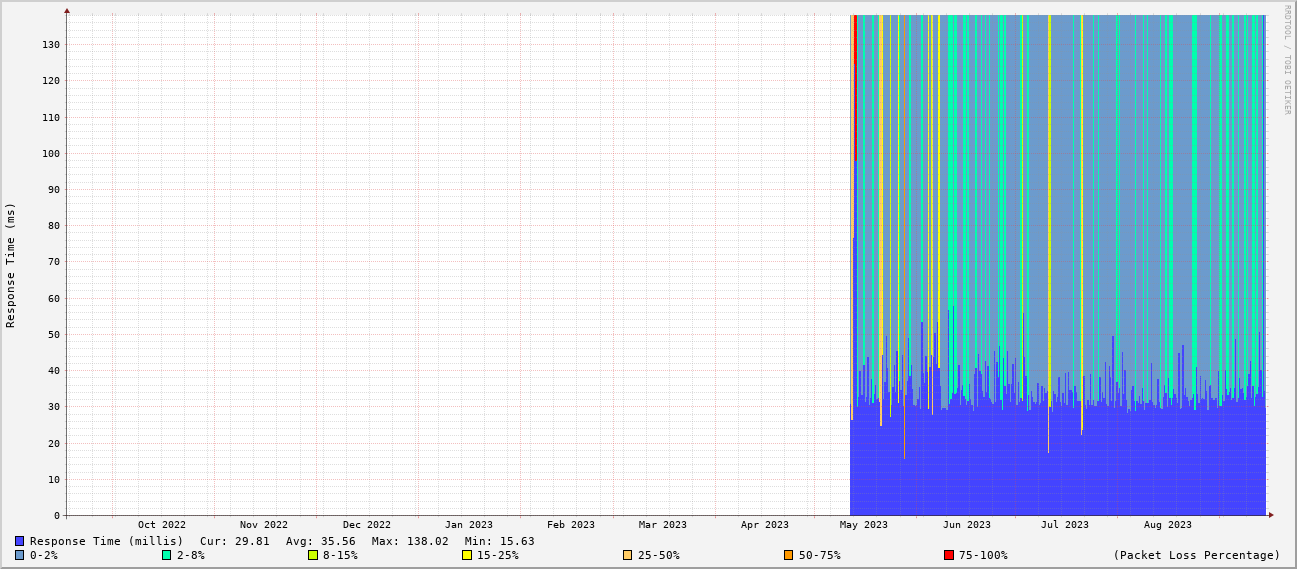 RRDTOOL / TOBI OETIKER
Response Time (ms)
130
120
110
100
90
80
70
60
50
40
30
20
10
0
Oct 2022 Nov 2022 Dec 2022 Jan 2023 Feb 2023 Mar 2023 Apr 2023 May 2023 Jun 2023 Jul 2023 Aug 2023
Response Time (millis) Cur: 29.81 Avg: 35.56 Max: 138.02 Min: 15.63
0-2% 2-8% 8-15% 15-25% 25-50% 50-75% 75-100% (Packet Loss Percentage)